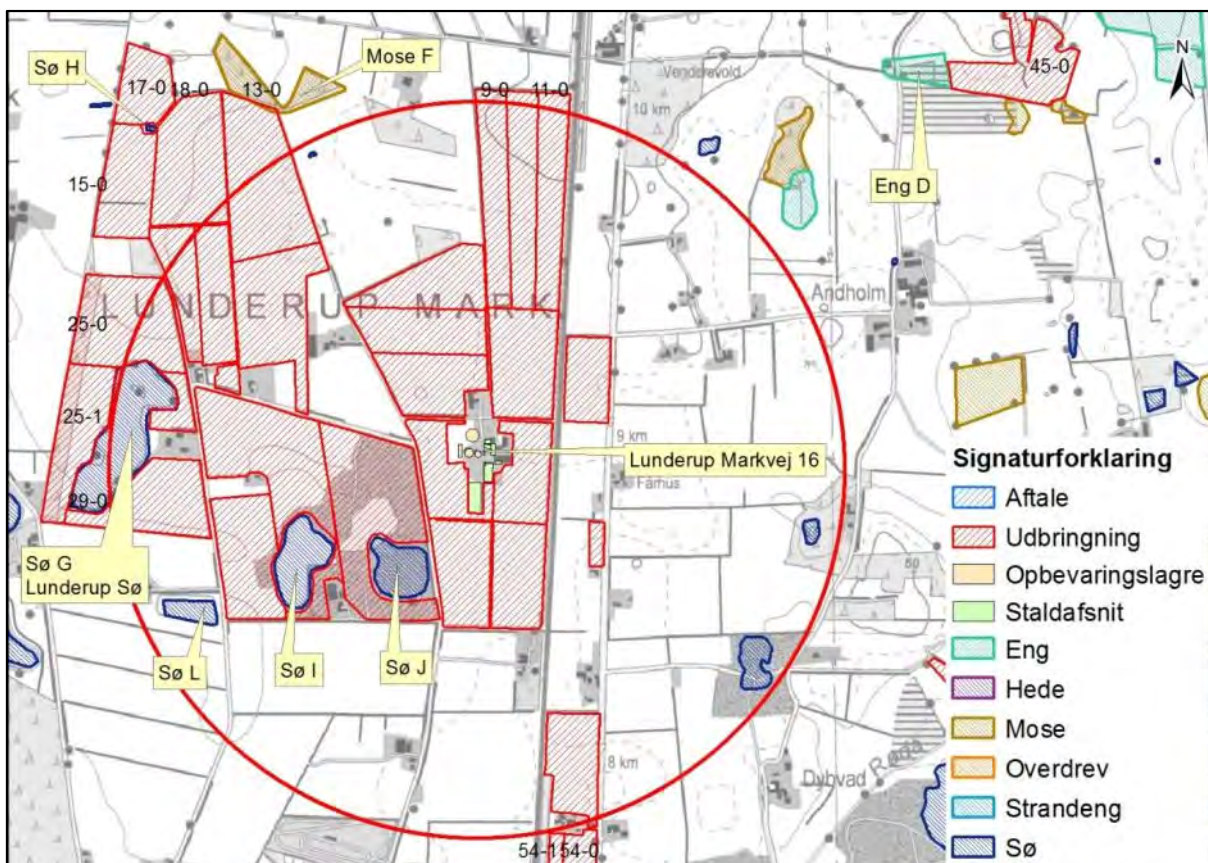 Sø H
Mose F
17-0
18-0
13-0
9-0
11-0
Vendersvold
45-0
N
10 km
15-0
Eng D
LUNDERUP MARK
Andholm
25-0
25-1
9 km
Lunderup Markvej 16
Fårhus
29-0
Sø G
Lunderup Sø
50
Sø L
Sø I
Sø J
8 km
Dybvad
Røda
54-1
54-0
Signaturforklaring
Aftale
Udbringning
Opbevaringslagre
Staldafsnit
Eng
Hede
Mose
Overdrev
Strandeng
Sø